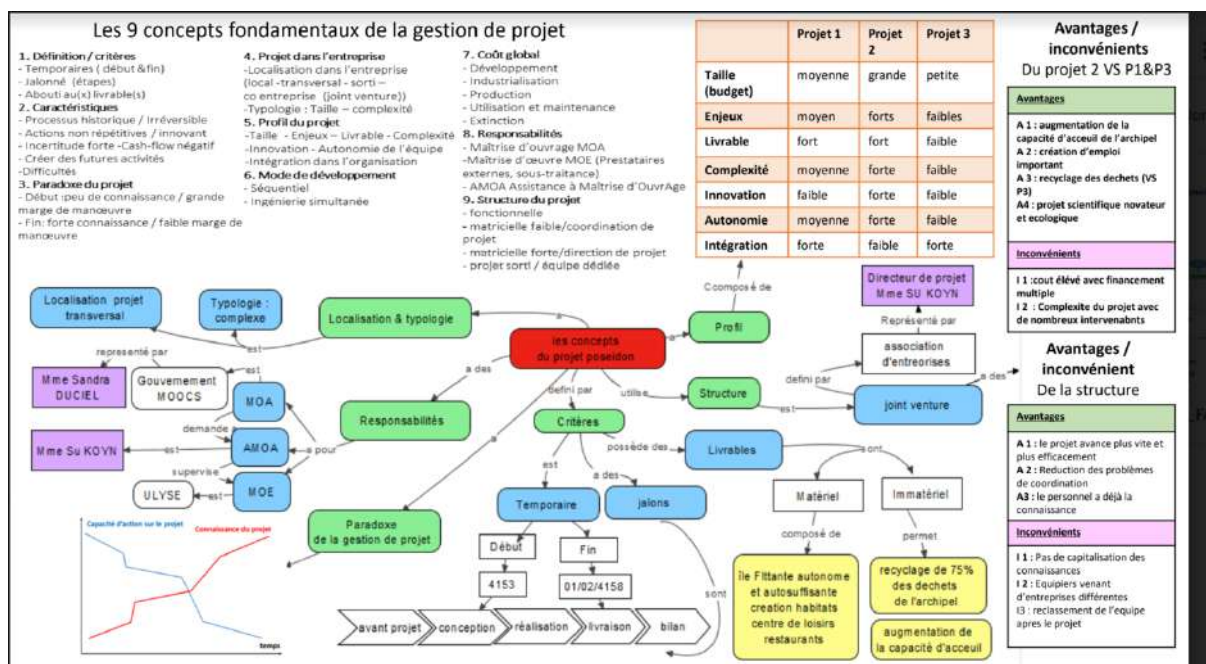 Les 9 concepts fondamentaux de la gestion de projet
1. Définition / critères
- Temporaires ( début &fin)
- Jalonné (étapes)
- Abouti au(x) livrable(s)
2. Caractéristiques
- Processus historique / Irréversible
- Actions non répétitives / innovant
- Incertitude forte -Cash-flow négatif
- Créer des futures activités
-Difficultés
3. Paradoxe du projet
- Début :peu de connaissance / grande
marge de manœuvre
- Fin: forte connaissance / faible marge de
manœuvre
4. Projet dans l'entreprise
-Localisation dans l'entreprise
(local -transversal - sorti –
co entreprise (joint venture))
-Typologie : Taille – complexité
5. Profil du projet
-Taille - Enjeux – Livrable - Complexité
-Innovation - Autonomie de l'équipe
-Intégration dans l'organisation
6. Mode de développement
- Séquentiel
- Ingénierie simultanée
7. Coût global
- Développement
- Industrialisation
- Production
- Utilisation et maintenance
- Extinction
8. Responsabilités
- Maîtrise d'ouvrage MOA
-Maîtrise d'œuvre MOE (Prestataires
externes, sous-traitance)
- AMOA Assistance à Maîtrise d'OuvrAge
9. Structure du projet
- fonctionnelle
- matricielle faible/coordination de
projet
- matricielle forte/direction de projet
- projet sorti / équipe dédiée
Projet 1 Projet 2 Projet 3
Taille (budget) moyenne grande petite
Enjeux moyen forts faibles
Livrable fort fort faible
Complexité moyenne forte faible
Innovation faible forte faible
Autonomie moyenne forte faible
Intégration forte faible forte
Avantages /
inconvénients
Du projet 2 VS P1&P3
Avantages
A 1 : augmentation de la
capacité d'acceuil de l'archipel
A 2 : création d'emploi
important
A 3 : recyclage des dechets (VS
P3)
A4 : projet scientifique novateur
et ecologique
Inconvénients
I 1 :cout élévé avec financement
multiple
I 2 : Complexite du projet avec
de nombreux intervenabnts
Avantages /
inconvénient
De la structure
Avantages
A 1 : le projet avance plus vite et
plus efficacement
A 2 : Reduction des problèmes
de coordination
A3 : le personnel a déjà la
connaissance
Inconvénients
I 1 : Pas de capitalisation des
connaissances
I 2 : Equipiers venant
d'entreprises différentes
I3 : reclassement de l'equipe
apres le projet
les concepts
du projet poseidon
a
Localisation & typologie
est
Localisation projet
transversal
Typologie :
complexe
a
Profil
Ccomposé de
utilise
Structure
est
joint venture
defini par
association
d'entreorises
Représenté par
Directeur de projet
Mme SU KOYN
a des
a des
Responsabilités
a pour
MOA
est
Gouvernement
MOOCS
representé par
Mme Sandra
DUCIEL
demande a
AMOA
est
Mme Su KOYN
supervise
MOE
est
ULYSE
defini par
Critères
est
Temporaire
Début
4153
Fin
01/02/4158
a des
jalons
sont
avant projet
conception
réalisation
livraison
bilan
possède des
Livrables
sont
Matériel
composé de
île Flttante autonome
et autosuffisante
creation habitats
centre de loisirs
restaurants
Immatériel
permet
recyclage de 75%
des dechets
de l'archipel
augmentation de
la capacité d'acceuil
a
Paradoxe
de la gestion de projet
Capacité d'action sur le projet
Connaissance du projet
temps